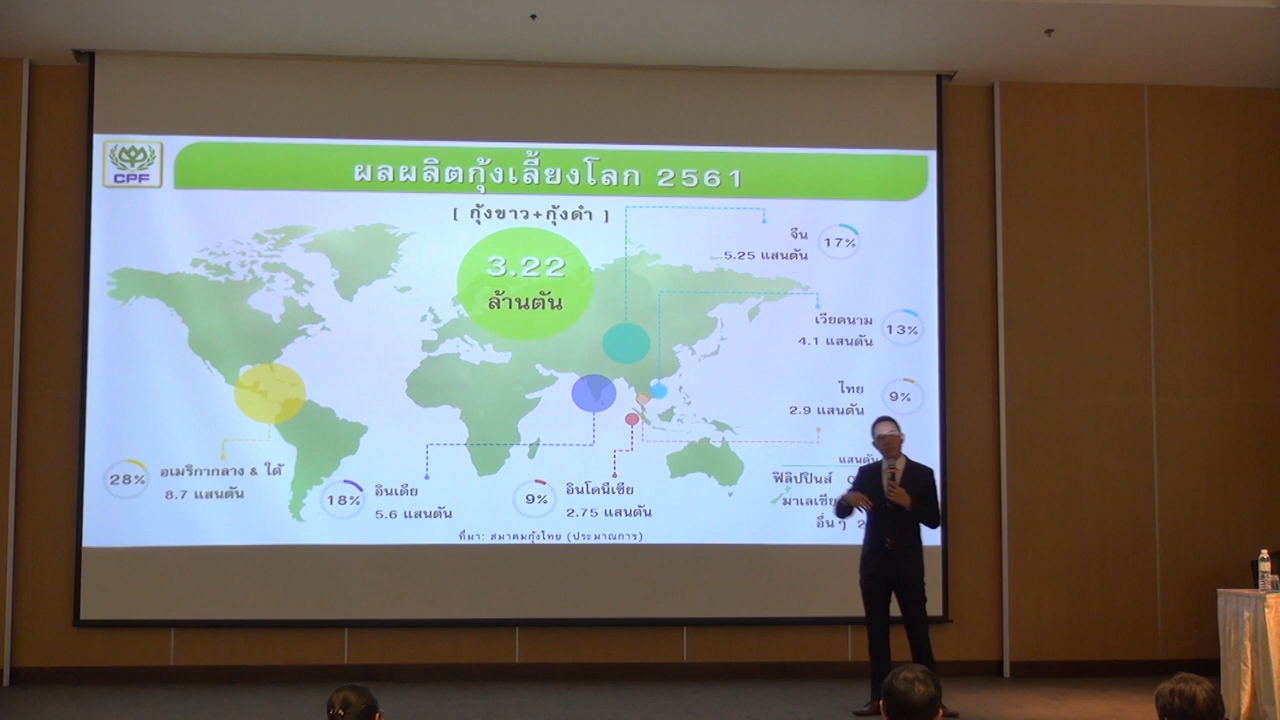 CPF
ผลผลิตกุ้งเลี้ยงโลก 2561
[ กุ้งขาว+กุ้งดำ ]
3.22
ล้านตัน
จีน
5.25 แสนตัน
17%
เวียดนาม
4.1 แสนตัน
13%
ไทย
2.9 แสนตัน
9%
28%
อเมริกากลาง & ใต้
8.7 แสนตัน
18%
อินเดีย
5.6 แสนตัน
9%
อินโดนีเซีย
2.75 แสนตัน
แสนตัน
ฟิลิปปินส์
มาเลเซีย
อื่นๆ
ที่มา: สมาคมกุ้งไทย (ประมาณการ)